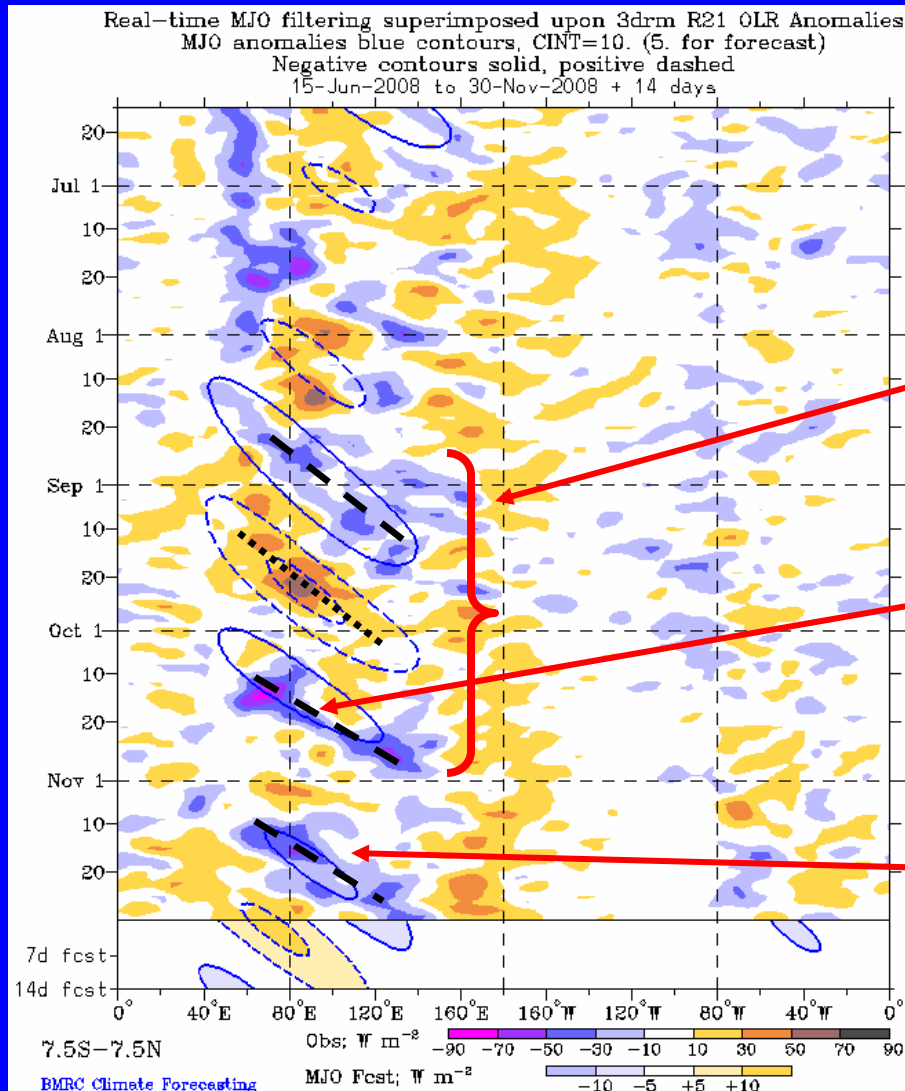 Real-time MJO filtering superimposed upon 3drm R21 OLR Anomalies
MJO anomalies blue contours, CINT=10. (5. for forecast)
Negative contours solid, positive dashed
15-Jun-2008 to 30-Nov-2008 + 14 days
20
Jul 1
10
20
Aug 1
10
20
Sep 1
10
20
Oct 1
10
20
Nov 1
10
20
7d fcst
14d fcst
0° 40°E 80°E 120°E 160°E 160°W 120°W 80°W 40°W 0°
7.5S-7.5N
Obs; W m⁻²
-90 -70 -50 -30 -10 10 30 50 70 90
MJO Fcst; W m⁻²
-10 -5 +5 +10
BMRC Climate Forecasting